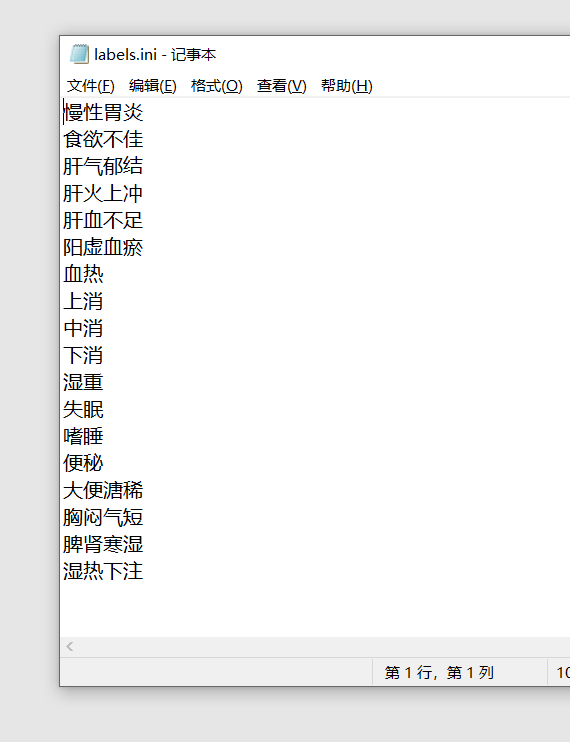 labels.ini - 记事本
文件(F) 编辑(E) 格式(O) 查看(V) 帮助(H)
慢性胃炎
食欲不佳
肝气郁结
肝火上冲
肝血不足
阳虚血瘀
血热
上消
中消
下消
湿重
失眠
嗜睡
便秘
大便溏稀
胸闷气短
脾肾寒湿
湿热下注
第 1 行，第 1 列